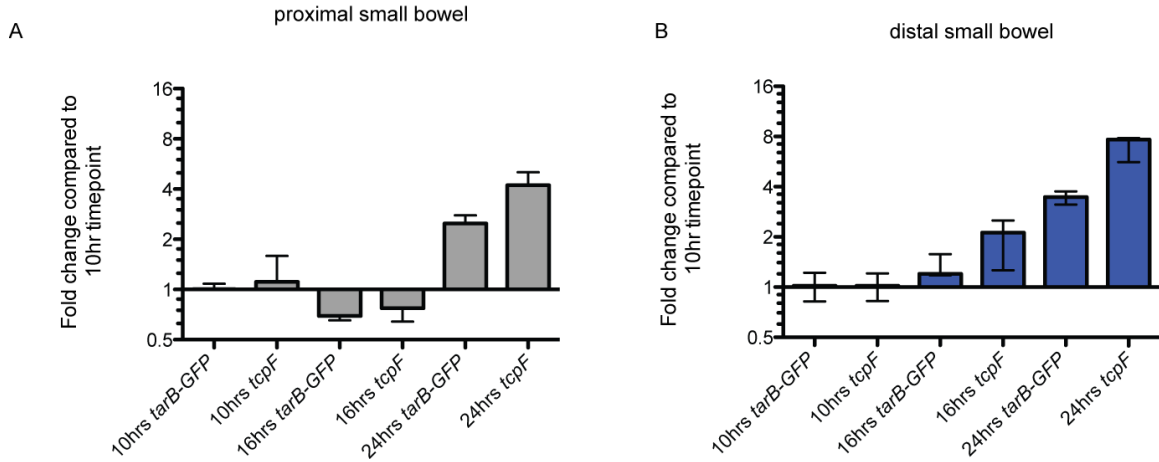 proximal small bowel
A
Fold change compared to
10hr timepoint
16
8
4
2
1
0.5
10hrs tarB-GFP
10hrs tcpF
16hrs tarB-GFP
16hrs tcpF
24hrs tarB-GFP
24hrs tcpF
B
distal small bowel
Fold change compared to
10hr timepoint
16
8
4
2
1
0.5
10hrs tarB-GFP
10hrs tcpF
16hrs tarB-GFP
16hrs tcpF
24hrs tarB-GFP
24hrs tcpF